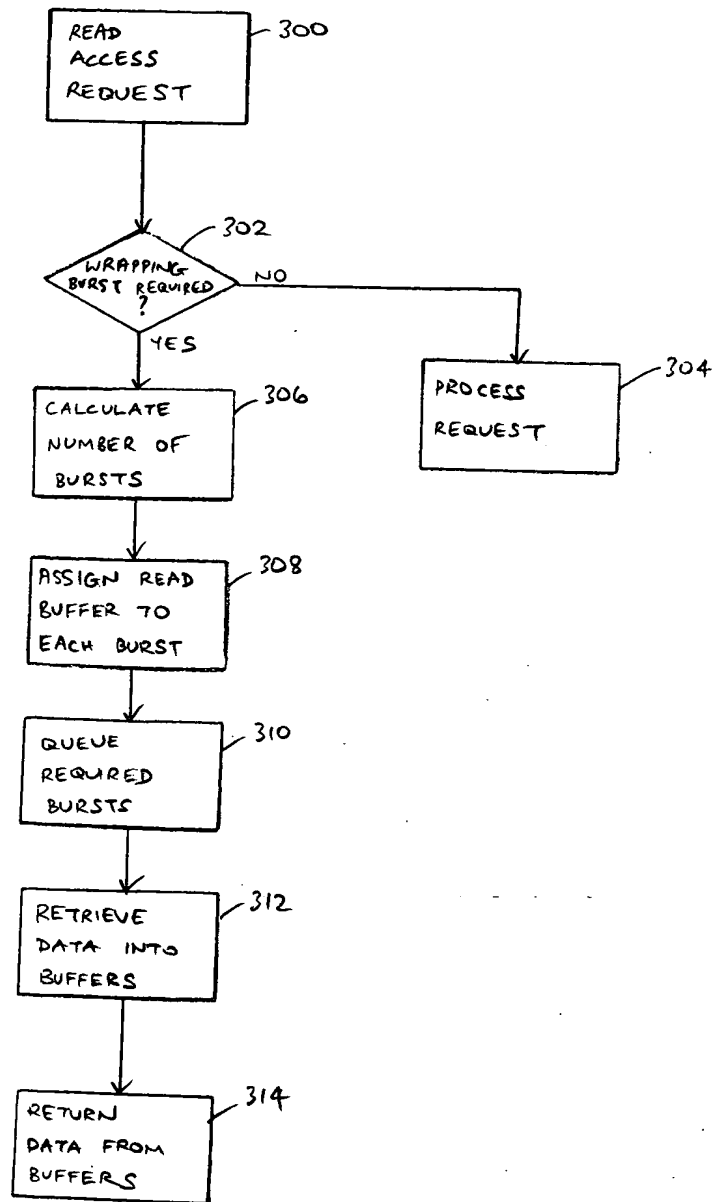 READ
ACCESS
REQUEST
300
302
WRAPPING
BURST REQUIRED
?
NO
YES
304
PROCESS
REQUEST
306
CALCULATE
NUMBER OF
BURSTS
308
ASSIGN READ
BUFFER TO
EACH BURST
310
QUEUE
REQUIRED
BURSTS
312
RETRIEVE
DATA INTO
BUFFERS
314
RETURN
DATA FROM
BUFFERS